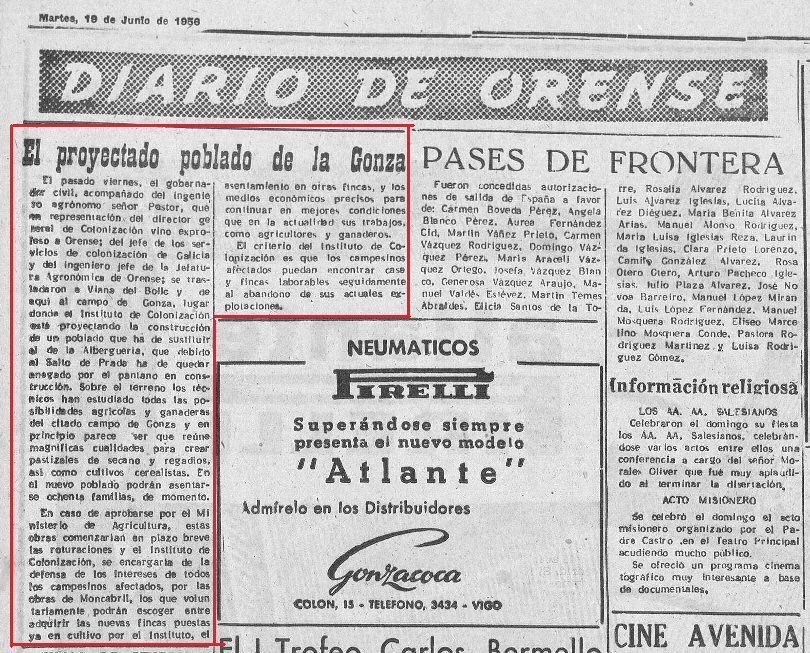 Martes, 19 de Junio de 1956
DIARIO DE ORENSE
El proyectado poblado de la Gonza
El pasado viernes, el goberna-
dor civil, acompañado del ingenie
ro agrónomo señor Pastor, que
en representación del director ge
neral de Colonización vino expro-
feso a Orense; del jefe de los ser-
vicios de colonización de Galicia
y del ingeniero jefe de la Jefatu-
ra Agronómica de Orense; se tras-
ladaron a Viana del Bollo y de
aquí al campo de Gonza, lugar
donde el Instituto de Colonización
está proyectando la construcción
de un poblado que ha de sustituir
al de la Alberguería, que debido
al Salto de Prada ha de quedar
anegado por el pantano en cons-
trucción. Sobre el terreno los téc-
nicos han estudiado todas las po-
sibilidades agrícolas y ganaderas
del citado campo de Gonza y en
principio parece ser que reúne
magníficas cualidades para crear
pastizales de secano y regadíos,
así como cultivos cerealistas. En
el nuevo poblado podrán asentar-
se ochenta familias, de momento.
En caso de aprobarse por el Mi
nisterio de Agricultura, estas
obras comenzarían en plazo breve
las roturaciones y el Instituto de
Colonización, se encargaría de la
defensa de los intereses de todos
los campesinos afectados, por las
obras de Moncabril, los que volun
tariamente podrán escoger entre
adquirir las nuevas fincas puestas
ya en cultivo por el Instituto, el
asentamiento en otras fincas, y los
medios económicos precisos para
continuar en mejores condiciones
que en la actualidad sus trabajos,
como agricultores y ganaderos.
El criterio del Instituto de Co-
lonización es que los campesinos
afectados puedan encontrar casa
y fincas laborables seguidamente
al abandono de sus actuales ex-
plotaciones.
PASES DE FRONTERA
Fueron concedidas autorizacio-
nes de salida de España a favor
de: Carmen Boveda Pérez, Angela
Blanco Pérez. Aurea Fernández
Cid, Martin Yáñez Prieto, Carmen
Vázquez Rodríguez, Domingo Váz-
quez Pérez. María Araceli Vázquez
Ortego. Josefa Vázquez Blan
co, Generosa Vázquez Araujo, Ma-
nuel Valdés Estévez. Martin Temes
Abraldes. Elicia Santos de la To-
rre, Rosalía Alvarez Rodríguez,
Luis Alvarez Iglesias, Lucita Alva-
rez Diéguez. María Benita Alvarez
Arias. Manuel Alonso Rodríguez,
María Luisa Iglesias Reza, Laurin
da Iglesias, Clara Prieto Lorenzo,
Camilo González Alvarez, Rosa
Otero Otero, Arturo Pacheco Igle-
sias. Julio Plaza Alvarez. José No
voa Barreiro, Manuel López Miran
da, Luis López Fernández, Manuel
Mosquera Rodríguez, Eliseo Marce
lino Mosquera Conde, Pastora Ro-
dríguez Martínez y Luisa Rodrí-
guez Gómez.
Información religiosa
LOS AA. AA. SALESIANOS
Celebraron el domingo su fiesta
los AA. AA. Salesianos, celebrán-
dose varios actos entre ellos una
conferencia a cargo del señor Mo-
rales Oliver que fué muy aplaudi-
do al terminar la disertación.
ACTO MISIONERO
Se celebró el domingo el acto
misionero organizado por el Pa-
dre Castro en el Teatro Principal
acudiendo mucho público.
Se ofreció un programa cinema
tográfico muy interesante a base
de documentales.
NEUMATICOS
PIRELLI
Superándose siempre
presenta el nuevo modelo
"Atlante"
Admírelo en los Distribuidores
Gonzacoca
COLON, 15 - TELEFONO, 3434 - VIGO
El I Trofeo Carlos Bermello
CINE AVENIDA